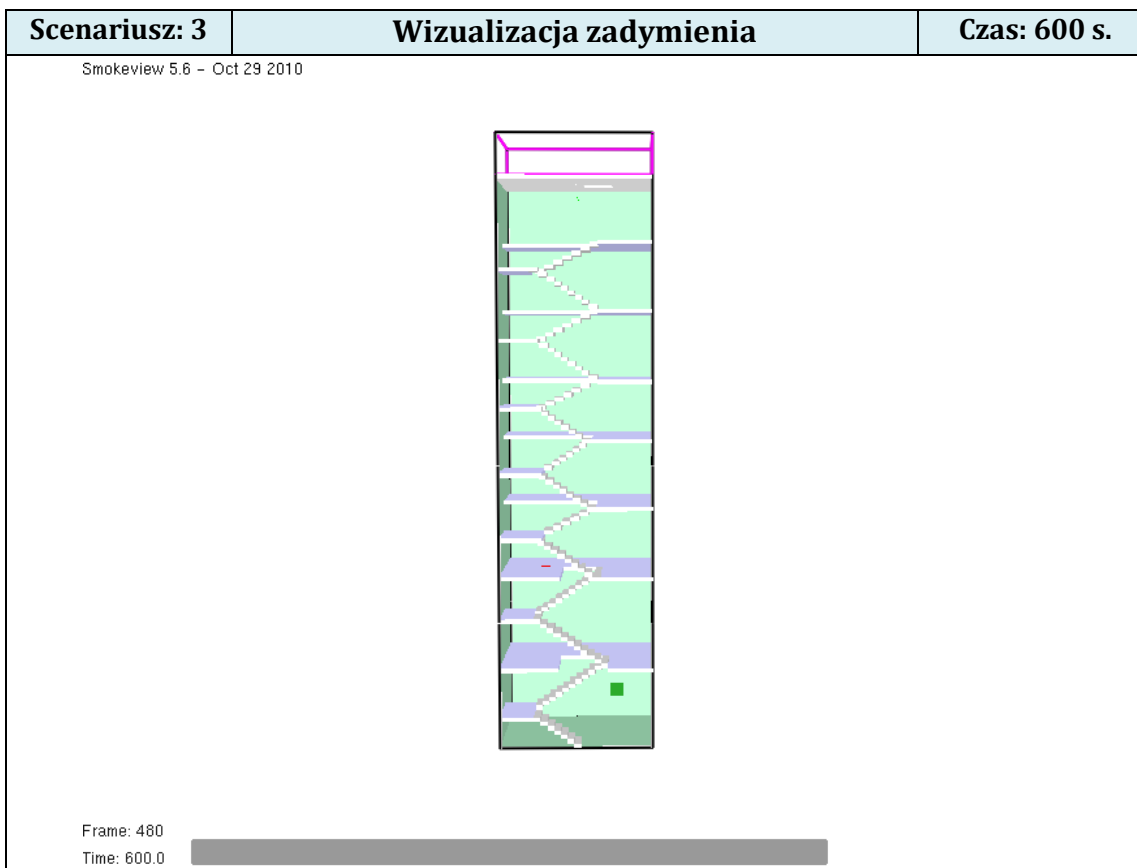 Scenariusz: 3 Wizualizacja zadymienia Czas: 600 s.
Smokeview 5.6 – Oct 29 2010
Frame: 480
Time: 600.0